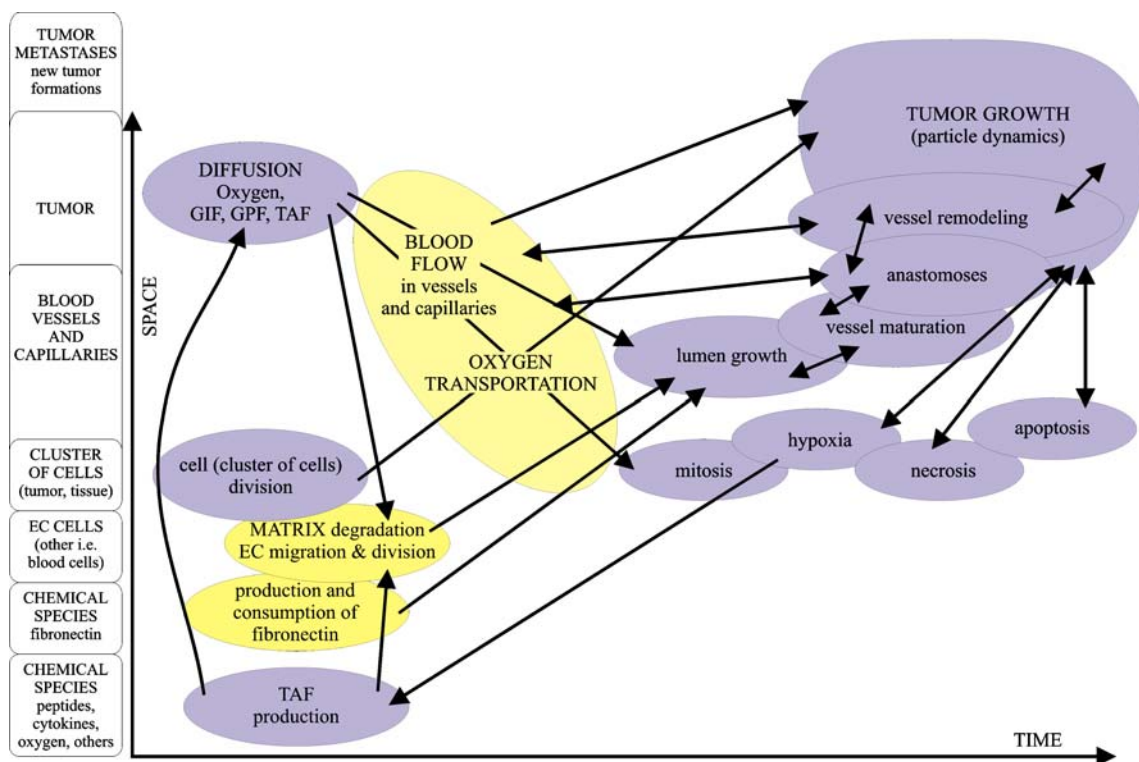 TUMOR
METASTASES
new tumor
formations
TUMOR
BLOOD
VESSELS
AND
CAPILLARIES
CLUSTER
OF CELLS
(tumor, tissue)
EC CELLS
(other i.e.
blood cells)
CHEMICAL
SPECIES
fibronectin
CHEMICAL
SPECIES
peptides,
cytokines,
oxygen, others
SPACE
DIFFUSION
Oxygen,
GIF, GPF, TAF
BLOOD
FLOW
in vessels
and capillaries
OXYGEN
TRANSPORTATION
cell (cluster of cells)
division
MATRIX degradation
EC migration & division
production and
consumption of
fibronectin
TAF
production
TUMOR GROWTH
(particle dynamics)
vessel remodeling
anastomoses
vessel maturation
lumen growth
mitosis
hypoxia
necrosis
apoptosis
TIME